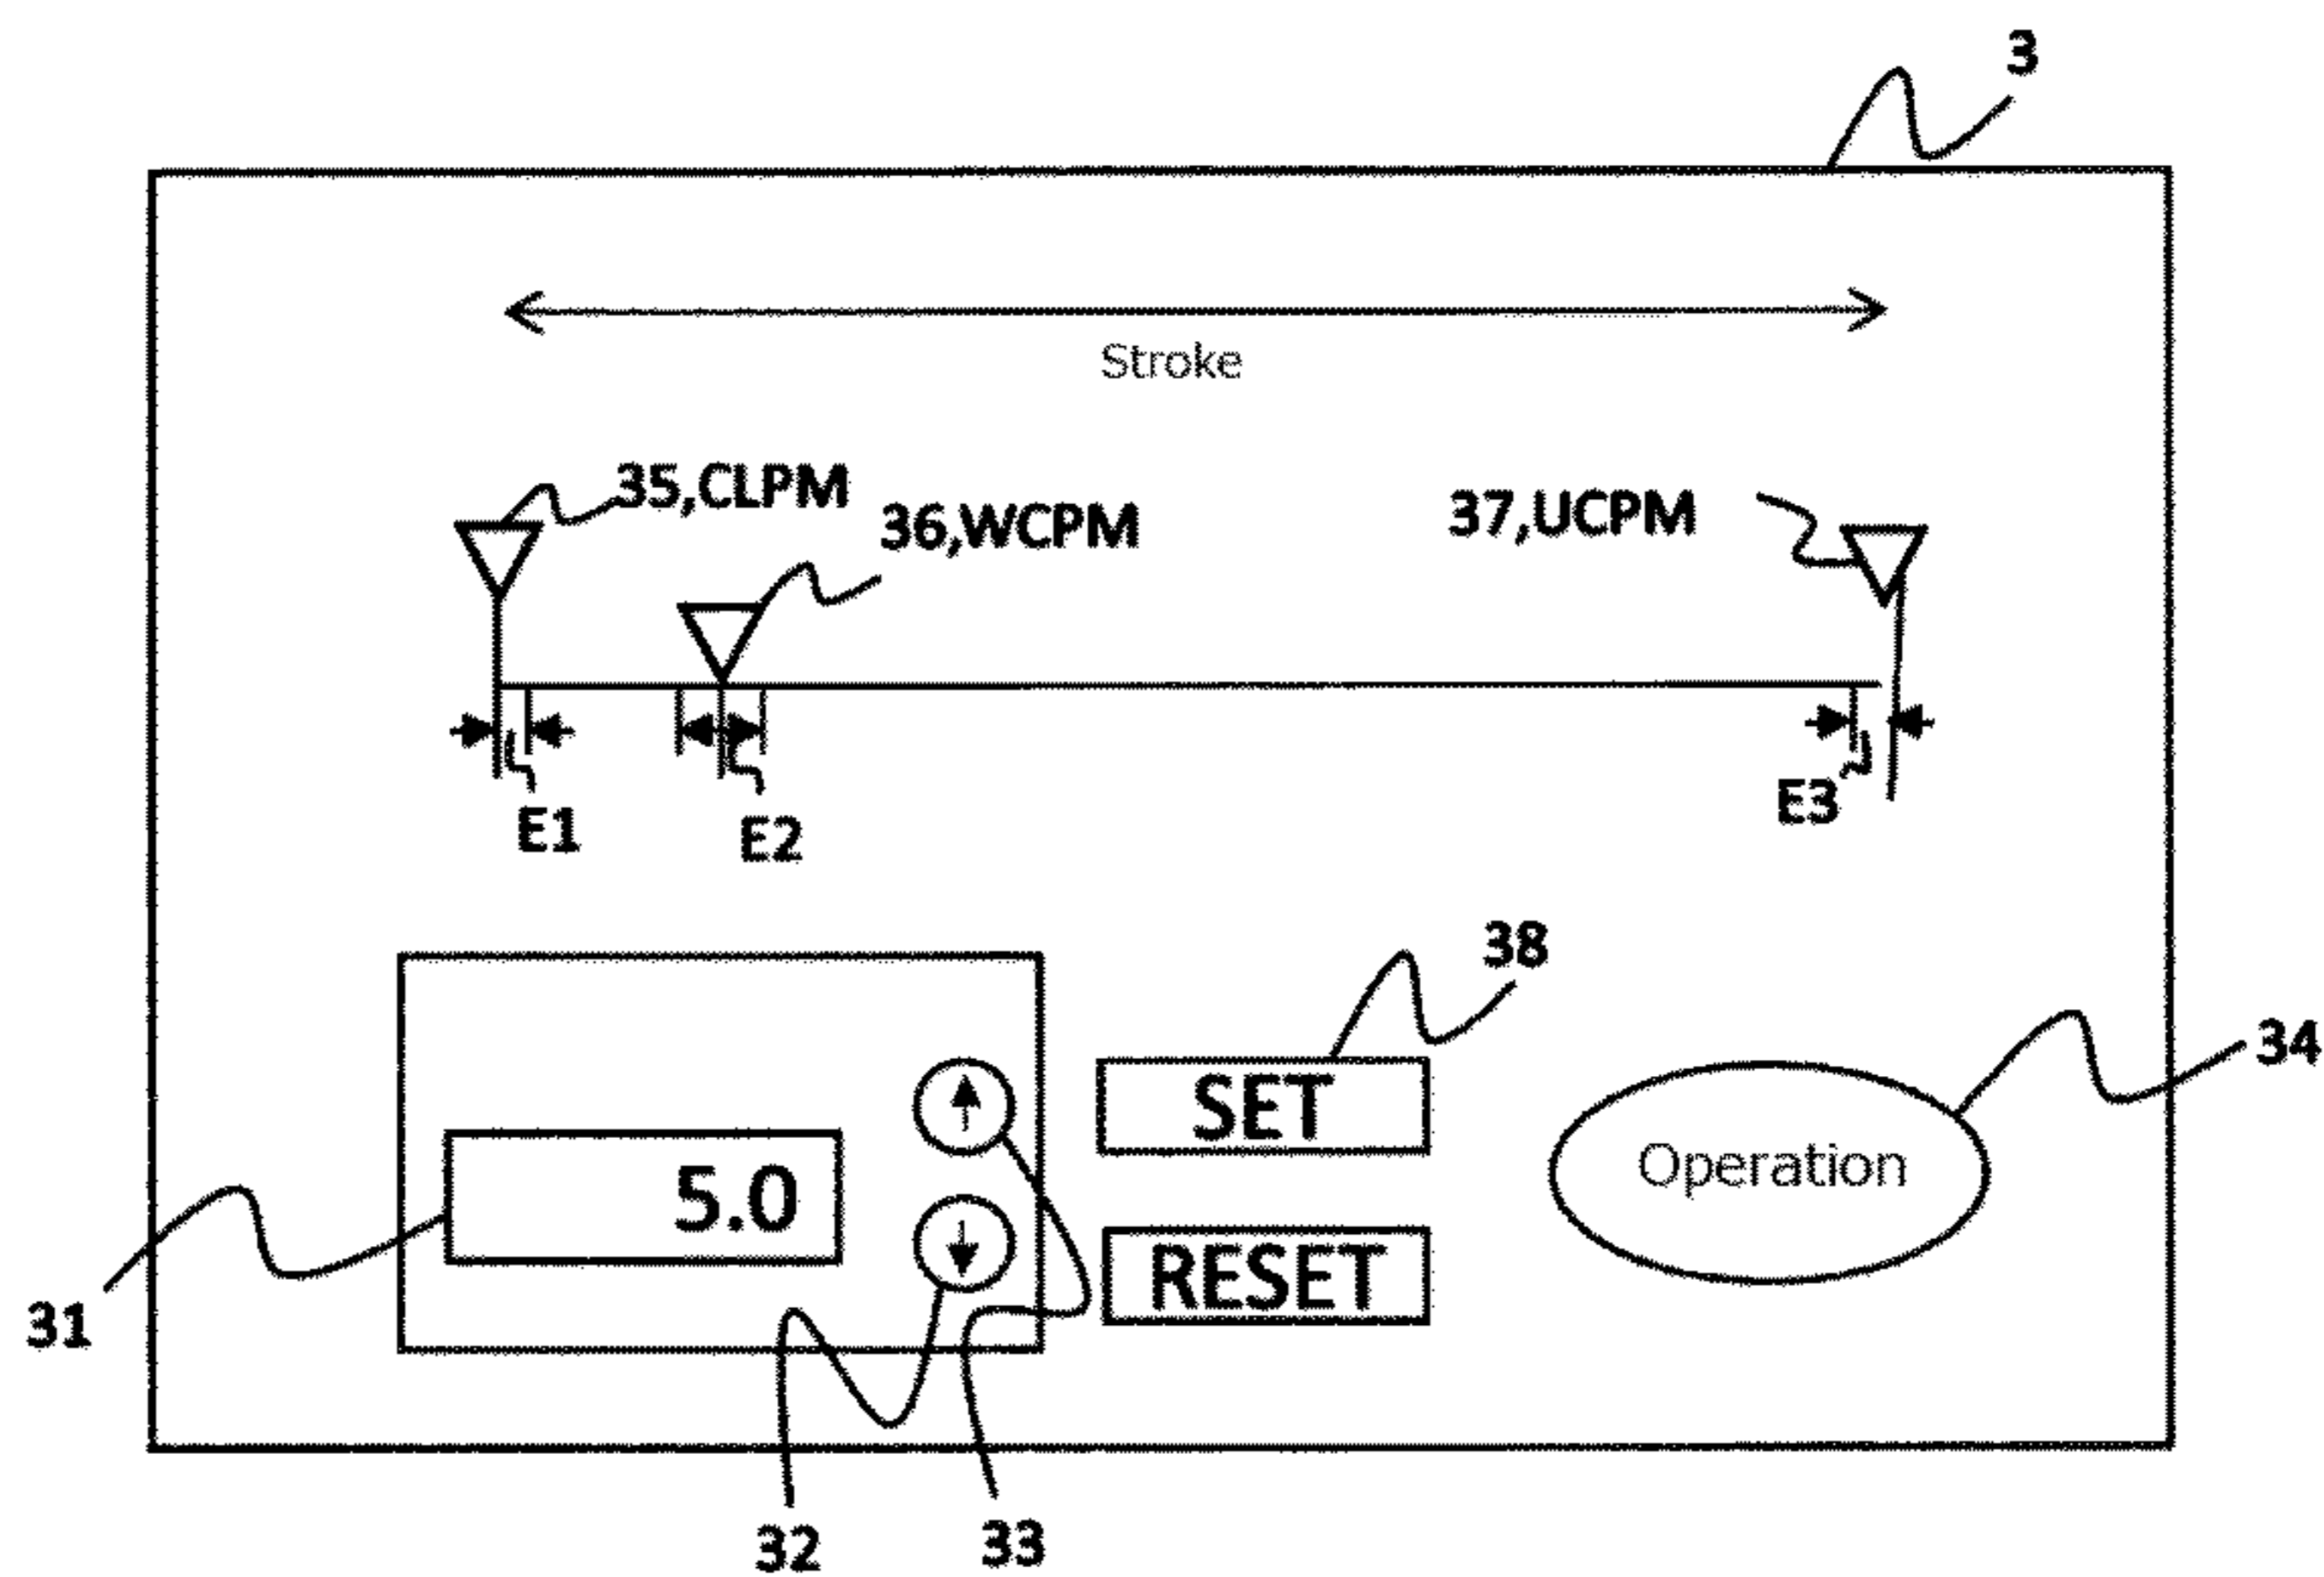 3
Stroke
35,CLPM
36,WCPM
37,UCPM
E1
E2
E3
38
34
SET
Operation
5.0
RESET
31
32
33